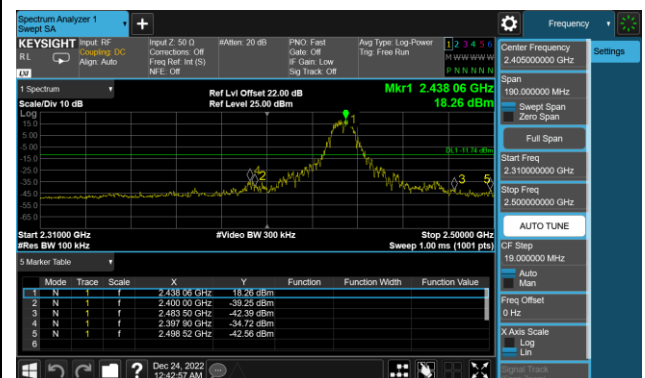 Spectrum Analyzer 1
Swept SA
Frequency
KEYSIGHT
RL
LXI
Input: RF
Coupling: DC
Align: Auto
Input Z: 50 Ω
Corrections: Off
Freq Ref: Int (S)
NFE: Off
#Atten: 20 dB
PNO: Fast
Gate: Off
IF Gain: Low
Sig Track: Off
Avg Type: Log-Power
Trig: Free Run
1 2 3 4 5 6
M W W W W W
P N N N N N
Center Frequency
2.405000000 GHz
Settings
Span
190.000000 MHz
Swept Span
Zero Span
Full Span
Start Freq
2.310000000 GHz
Stop Freq
2.500000000 GHz
AUTO TUNE
CF Step
19.000000 MHz
Auto
Man
Freq Offset
0 Hz
X Axis Scale
Log
Lin
Signal Track
1 Spectrum
Scale/Div 10 dB
Ref Lvl Offset 22.00 dB
Ref Level 25.00 dBm
Mkr1 2.438 06 GHz
18.26 dBm
Log
15.0
5.00
-5.00
-15.0
-25.0
-35.0
-45.0
-55.0
-65.0
1
DL1 -11.74 dBm
2
3
5
Start 2.31000 GHz
#Res BW 100 kHz
#Video BW 300 kHz
Stop 2.50000 GHz
Sweep 1.00 ms (1001 pts)
5 Marker Table
Mode Trace Scale X Y Function Function Width Function Value
1 N 1 f 2.438 06 GHz 18.26 dBm
2 N 1 f 2.400 00 GHz -39.25 dBm
3 N 1 f 2.483 50 GHz -42.39 dBm
4 N 1 f 2.397 90 GHz -34.72 dBm
5 N 1 f 2.498 52 GHz -42.56 dBm
6
?
Dec 24, 2022
12:42:57 AM